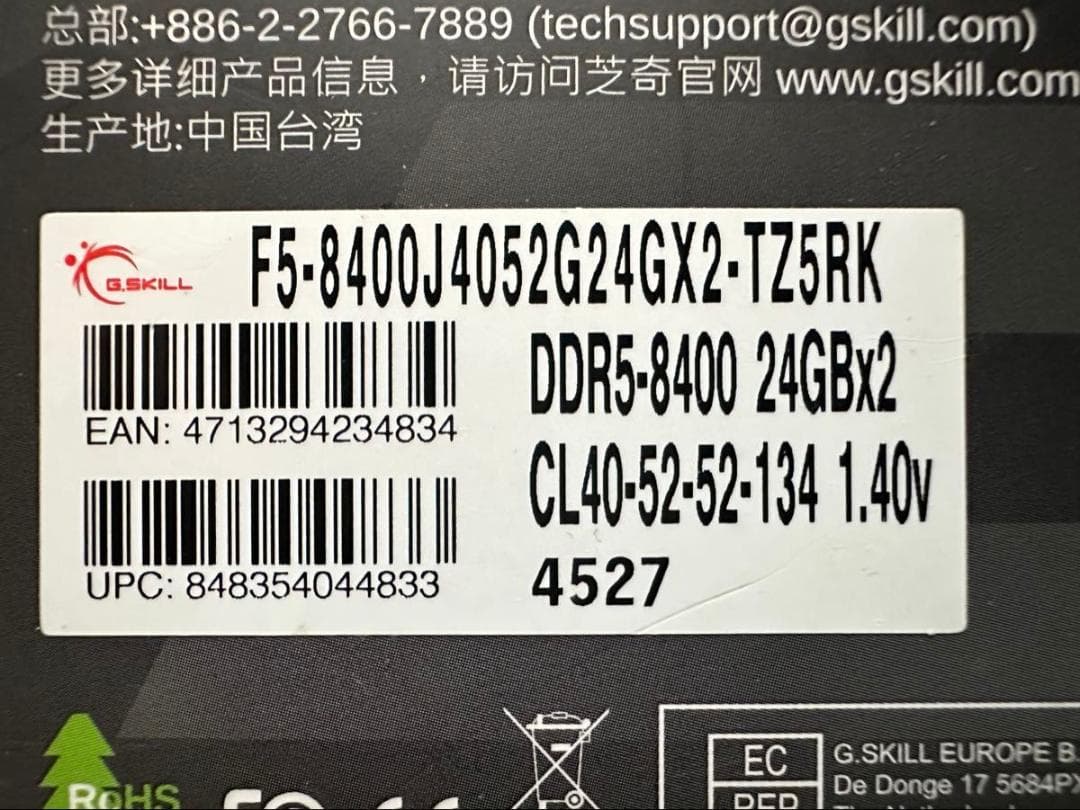 总部:+886-2-2766-7889 (techsupport@gskill.com)
更多详细产品信息，请访问芝奇官网 www.gskill.com
生产地:中国台湾
G.SKILL
F5-8400J4052G24GX2-TZ5RK
DDR5-8400 24GBx2
EAN: 4713294234834
CL40-52-52-134 1.40v
UPC: 848354044833
4527
EC
REP
G.SKILL EUROPE B.
De Donge 17 5684PX
RoHS